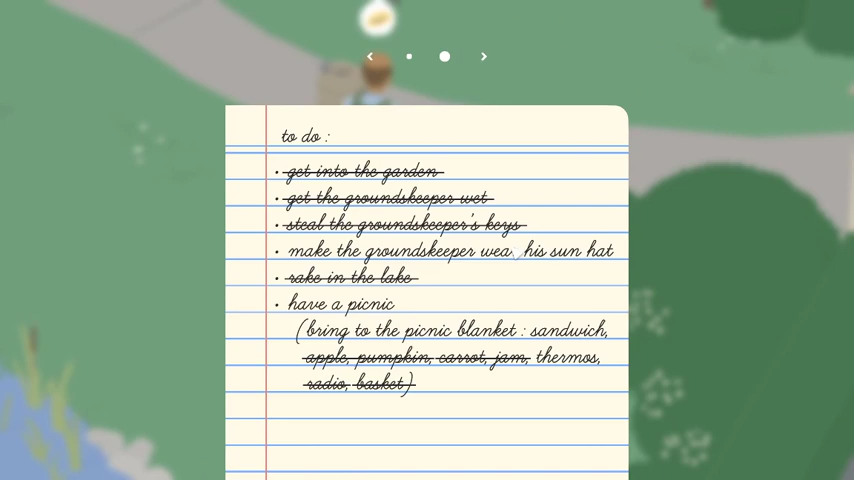 to do :
• get into the garden
• get the groundskeeper wet
• steal the groundskeeper's keys
• make the groundskeeper wear his sun hat
• rake in the lake
• have a picnic
(bring to the picnic blanket : sandwich,
apple, pumpkin, carrot, jam, thermos,
radio, basket)